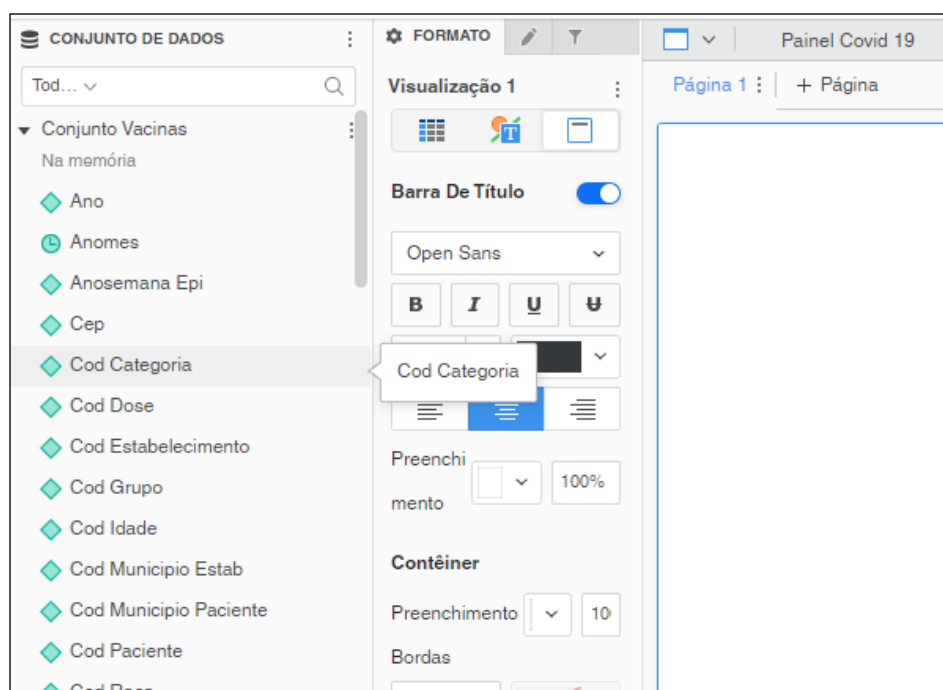 CONJUNTO DE DADOS
Tod...
Conjunto Vacinas
Na memória
Ano
Anomes
Anosemana Epi
Cep
Cod Categoria
Cod Dose
Cod Estabelecimento
Cod Grupo
Cod Idade
Cod Municipio Estab
Cod Municipio Paciente
Cod Paciente
FORMATO
Visualização 1
T
Barra De Título
Open Sans
B I U U
Cod Categoria
Preenchi
mento
100%
Contêiner
Preenchimento
10
Bordas
Painel Covid 19
Página 1
+ Página